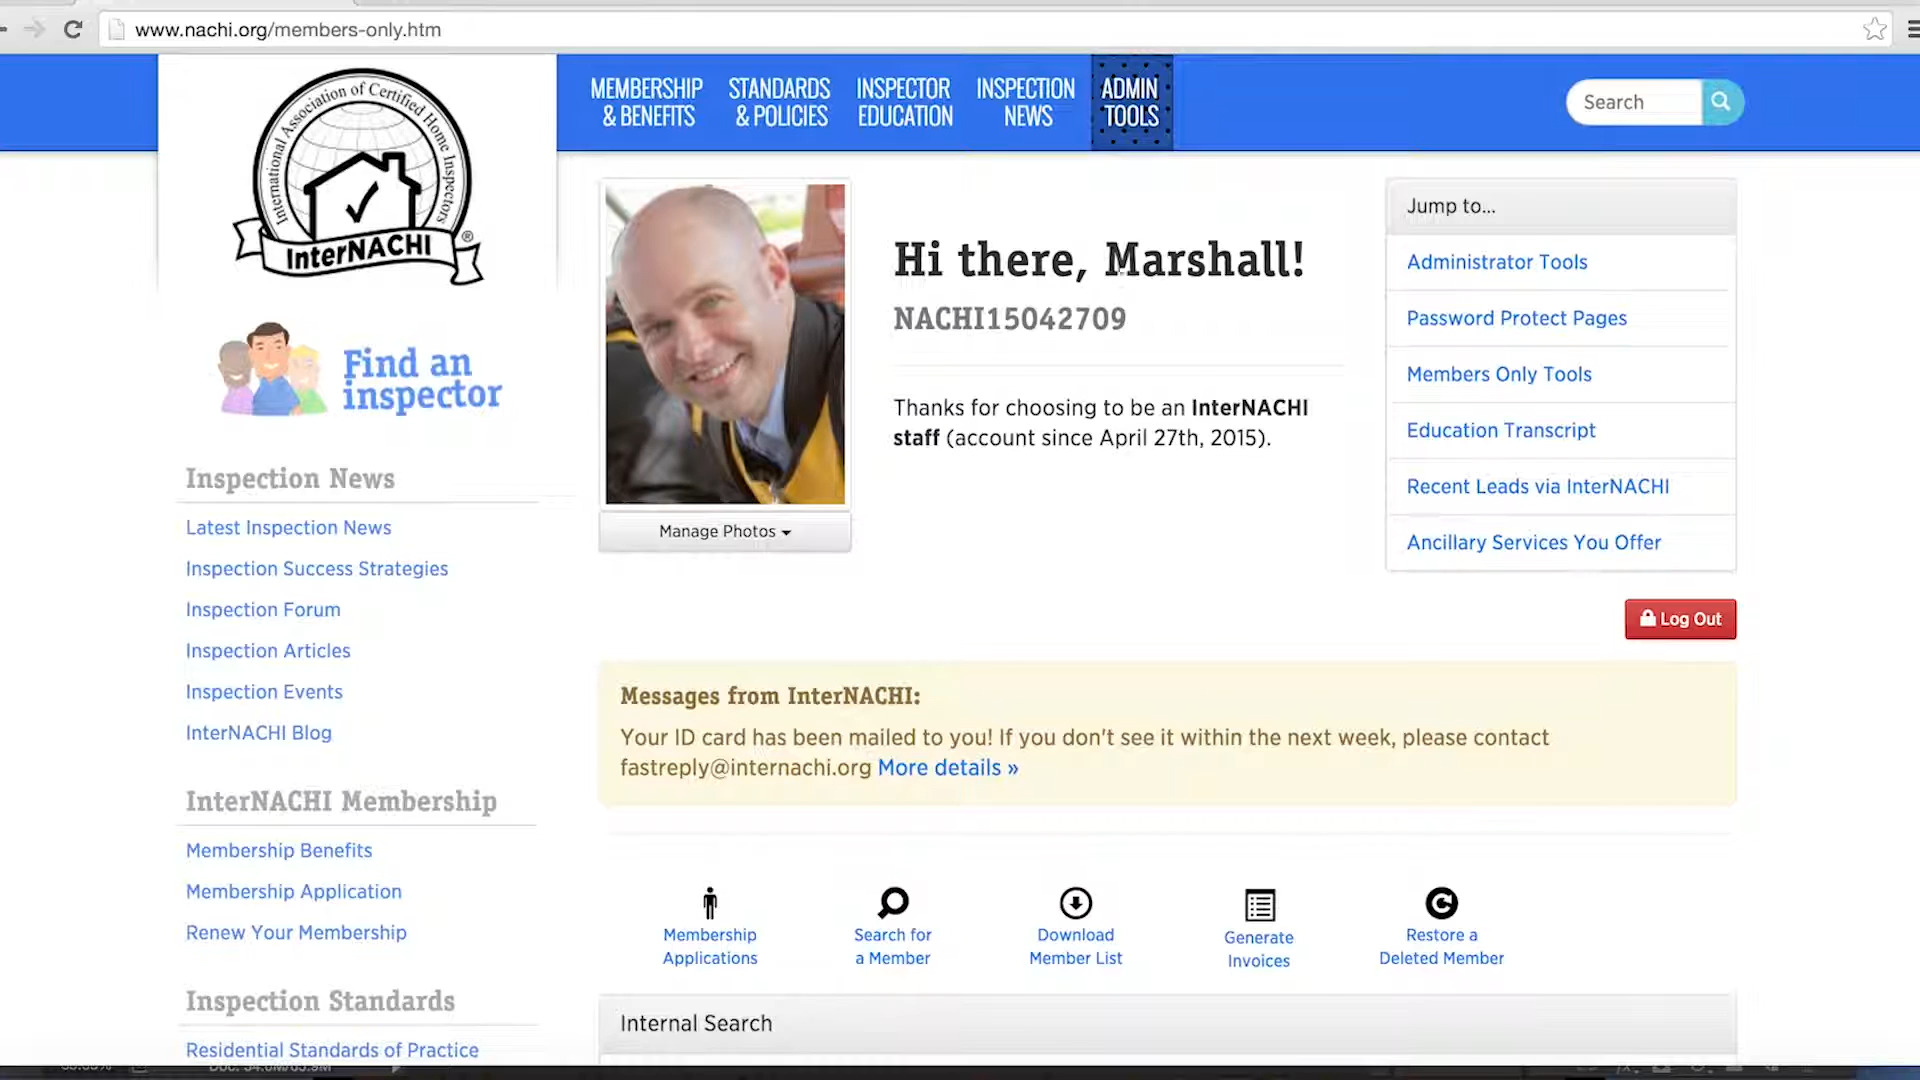 www.nachi.org/members-only.htm
MEMBERSHIP
& BENEFITS
STANDARDS
& POLICIES
INSPECTOR
EDUCATION
INSPECTION
NEWS
ADMIN
TOOLS
Search
International Association of Certified Home Inspectors
InterNACHI®
Find an
inspector
Inspection News
Latest Inspection News
Inspection Success Strategies
Inspection Forum
Inspection Articles
Inspection Events
InterNACHI Blog
InterNACHI Membership
Membership Benefits
Membership Application
Renew Your Membership
Inspection Standards
Residential Standards of Practice
Manage Photos
Hi there, Marshall!
NACHI15042709
Thanks for choosing to be an InterNACHI
staff (account since April 27th, 2015).
Jump to...
Administrator Tools
Password Protect Pages
Members Only Tools
Education Transcript
Recent Leads via InterNACHI
Ancillary Services You Offer
Log Out
Messages from InterNACHI:
Your ID card has been mailed to you! If you don't see it within the next week, please contact
fastreply@internachi.org More details »
Membership
Applications
Search for
a Member
Download
Member List
Generate
Invoices
Restore a
Deleted Member
Internal Search